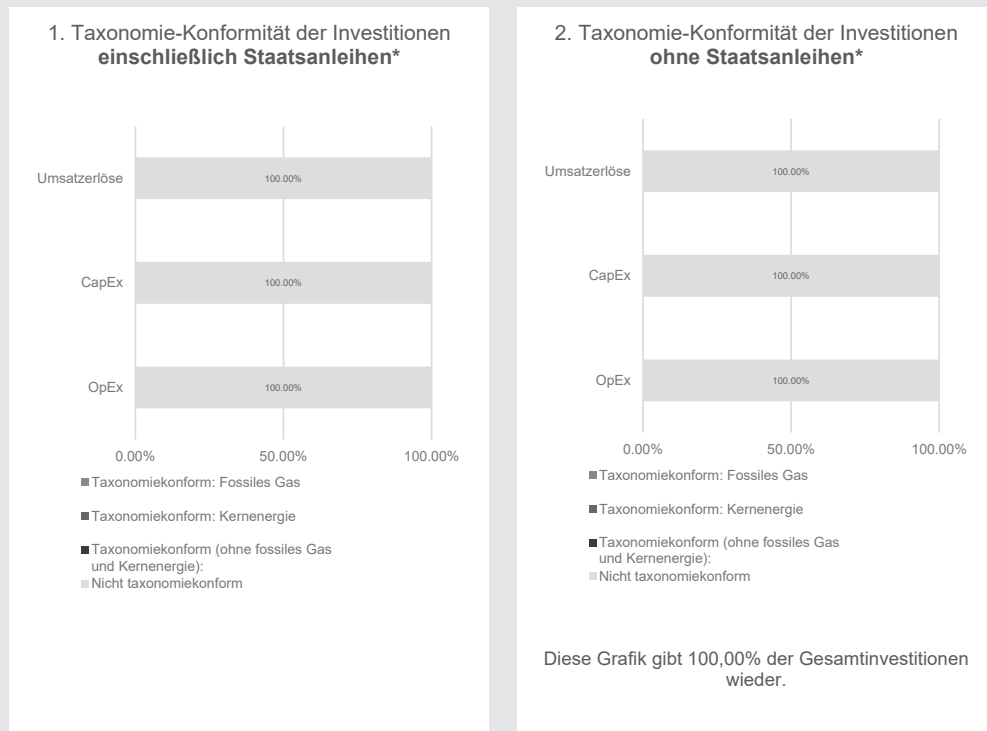 1. Taxonomie-Konformität der Investitionen
einschließlich Staatsanleihen*
Umsatzerlöse
100.00%
CapEx
100.00%
OpEx
100.00%
0.00%
50.00%
100.00%
Taxonomiekonform: Fossiles Gas
Taxonomiekonform: Kernenergie
Taxonomiekonform (ohne fossiles Gas
und Kernenergie):
Nicht taxonomiekonform
2. Taxonomie-Konformität der Investitionen
ohne Staatsanleihen*
Umsatzerlöse
100.00%
CapEx
100.00%
OpEx
100.00%
0.00%
50.00%
100.00%
Taxonomiekonform: Fossiles Gas
Taxonomiekonform: Kernenergie
Taxonomiekonform (ohne fossiles Gas
und Kernenergie):
Nicht taxonomiekonform
Diese Grafik gibt 100,00% der Gesamtinvestitionen
wieder.